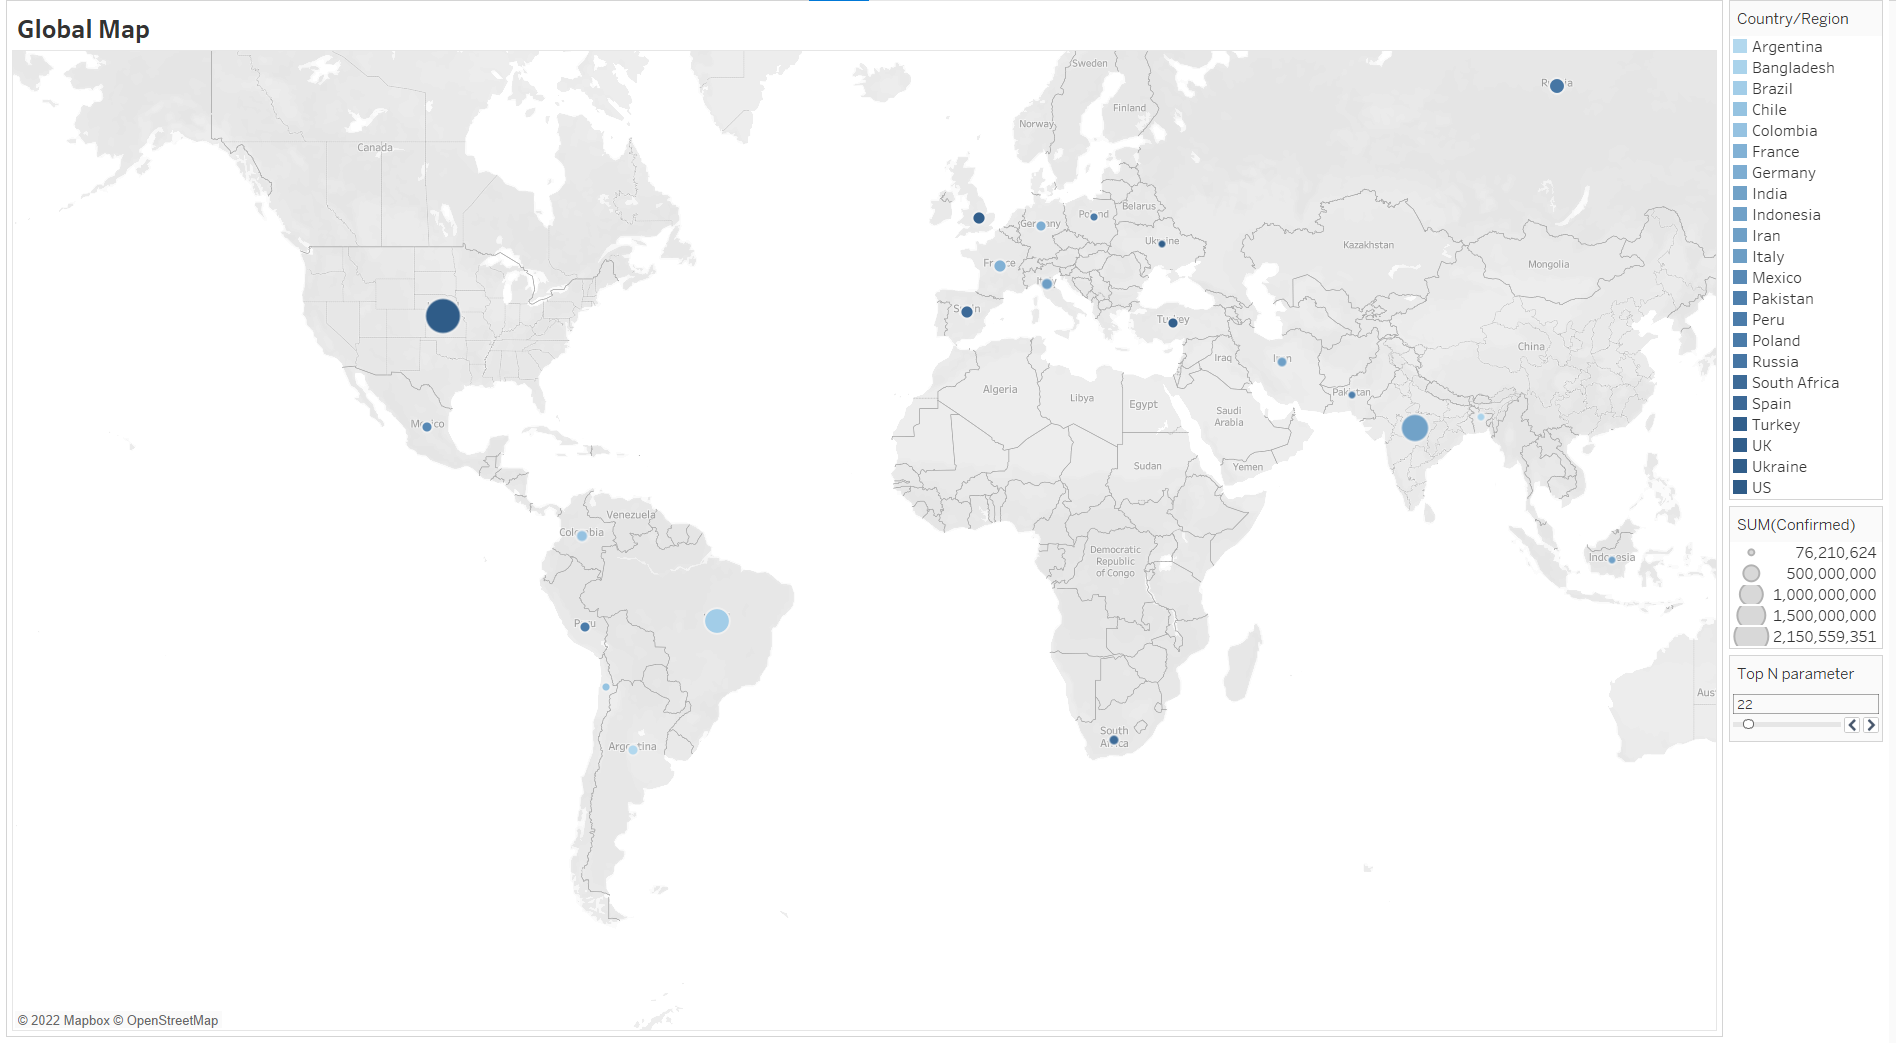 Global Map
Sweden
Finland
Norway
Canada
Belarus
Germany
Poland
Ukraine
Kazakhstan
Mongolia
France
Italy
Spain
Turkey
China
Iraq
Iran
Algeria
Libya
Egypt
Pakistan
Saudi
Arabia
Mexico
Sudan
Yemen
Venezuela
Colombia
Democratic
Republic
of Congo
Indonesia
Peru
South
Africa
Argentina
Aus
Russia
© 2022 Mapbox © OpenStreetMap
Country/Region
Argentina
Bangladesh
Brazil
Chile
Colombia
France
Germany
India
Indonesia
Iran
Italy
Mexico
Pakistan
Peru
Poland
Russia
South Africa
Spain
Turkey
UK
Ukraine
US
SUM(Confirmed)
76,210,624
500,000,000
1,000,000,000
1,500,000,000
2,150,559,351
Top N parameter
22